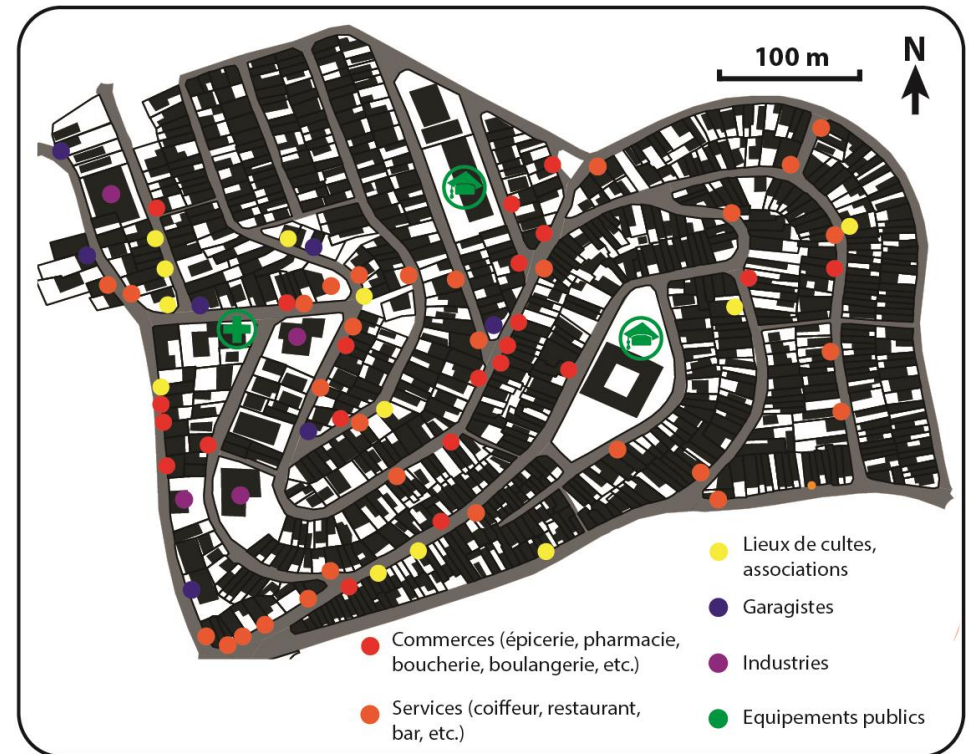 100 m
N
Lieux de cultes,
associations
Garagistes
Commerces (épicerie, pharmacie,
boucherie, boulangerie, etc.)
Industries
Services (coiffeur, restaurant,
bar, etc.)
Equipements publics